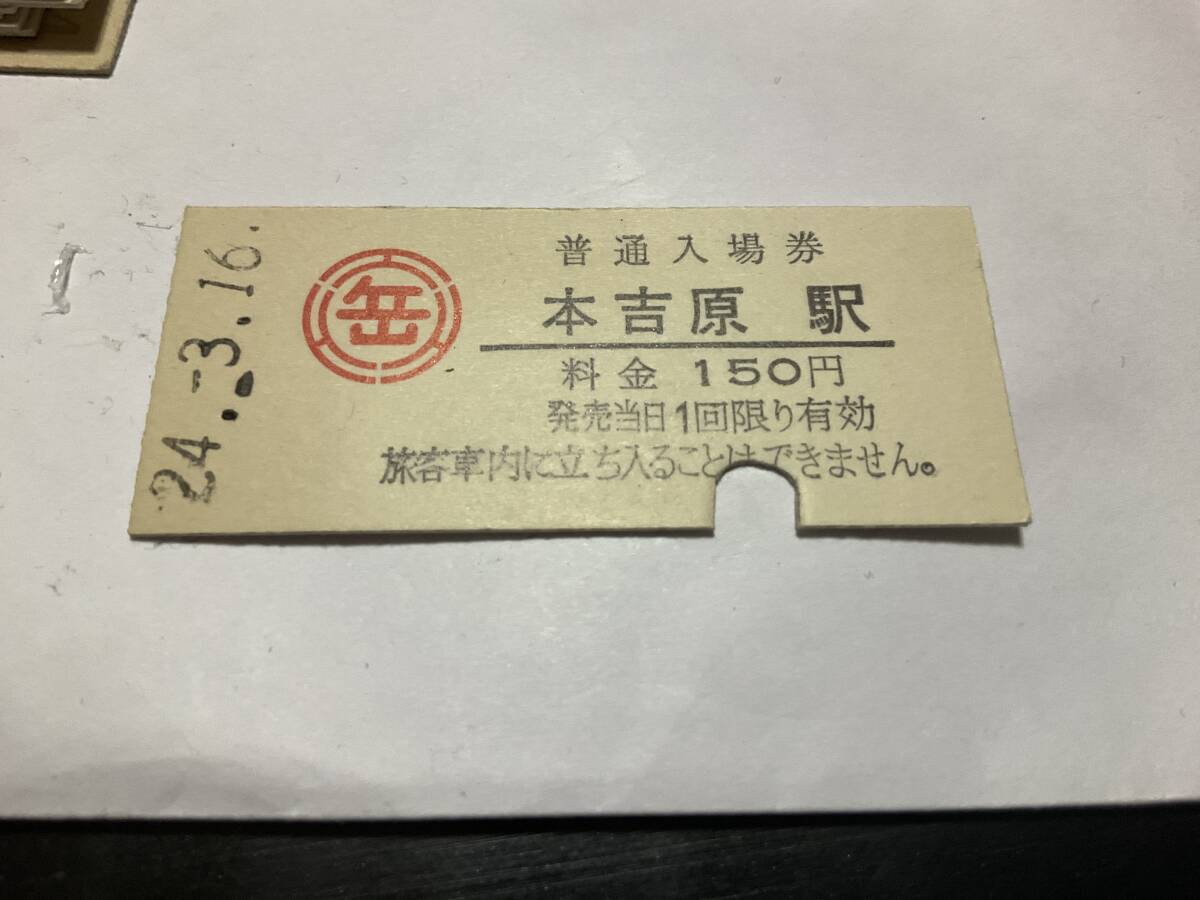 24.-3.16.
岳
普通入場券
本吉原 駅
料金 150円
発売当日1回限り有効
旅客車内に立ち入ることはできません。